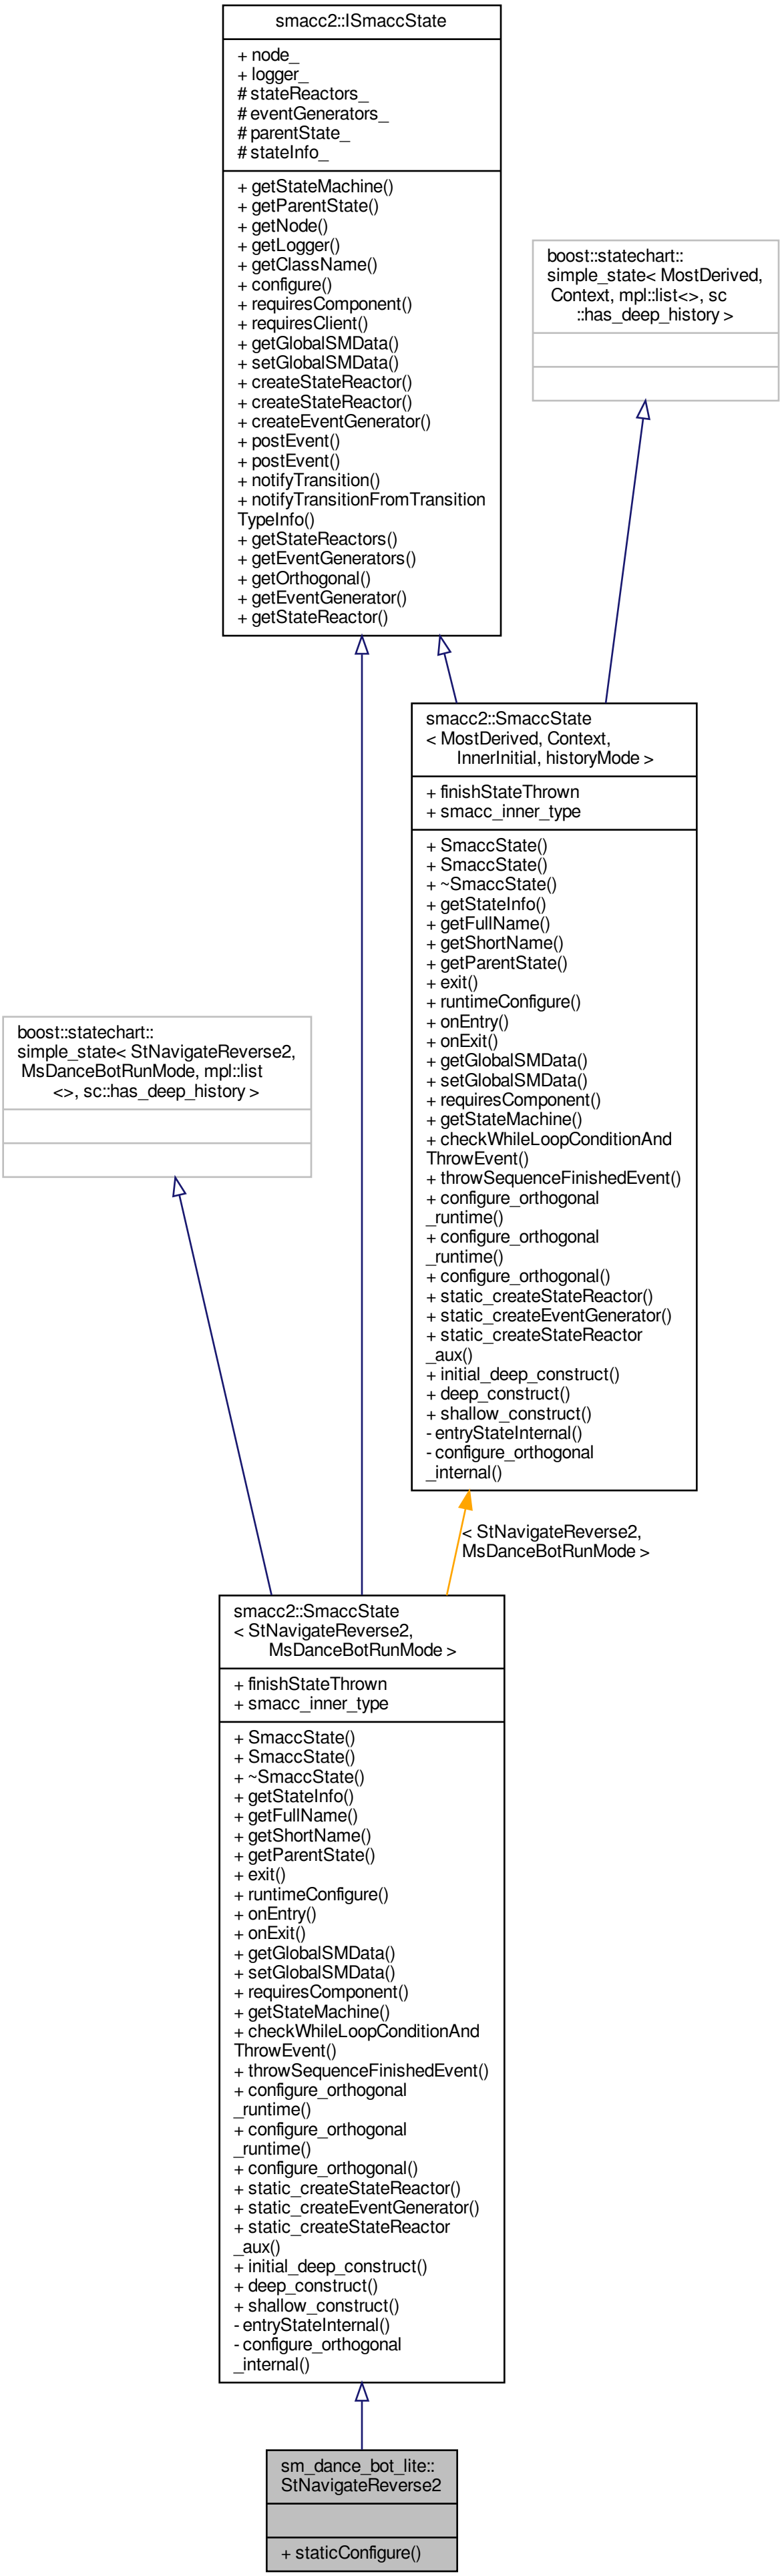 smacc2::ISmaccState
+ node_
+ logger_
# stateReactors_
# eventGenerators_
# parentState_
# stateInfo_
+ getStateMachine()
+ getParentState()
+ getNode()
+ getLogger()
+ getClassName()
+ configure()
+ requiresComponent()
+ requiresClient()
+ getGlobalSMData()
+ setGlobalSMData()
+ createStateReactor()
+ createStateReactor()
+ createEventGenerator()
+ postEvent()
+ postEvent()
+ notifyTransition()
+ notifyTransitionFromTransition
TypeInfo()
+ getStateReactors()
+ getEventGenerators()
+ getOrthogonal()
+ getEventGenerator()
+ getStateReactor()
boost::statechart::
simple_state< MostDerived,
Context, mpl::list<>, sc
::has_deep_history >
smacc2::SmaccState
< MostDerived, Context,
InnerInitial, historyMode >
+ finishStateThrown
+ smacc_inner_type
+ SmaccState()
+ SmaccState()
+ ~SmaccState()
+ getStateInfo()
+ getFullName()
+ getShortName()
+ getParentState()
+ exit()
+ runtimeConfigure()
+ onEntry()
+ onExit()
+ getGlobalSMData()
+ setGlobalSMData()
+ requiresComponent()
+ getStateMachine()
+ checkWhileLoopConditionAnd
ThrowEvent()
+ throwSequenceFinishedEvent()
+ configure_orthogonal
_runtime()
+ configure_orthogonal
_runtime()
+ configure_orthogonal()
+ static_createStateReactor()
+ static_createEventGenerator()
+ static_createStateReactor
_aux()
+ initial_deep_construct()
+ deep_construct()
+ shallow_construct()
- entryStateInternal()
- configure_orthogonal
_internal()
boost::statechart::
simple_state< StNavigateReverse2,
MsDanceBotRunMode, mpl::list
<>, sc::has_deep_history >
< StNavigateReverse2,
MsDanceBotRunMode >
smacc2::SmaccState
< StNavigateReverse2,
MsDanceBotRunMode >
+ finishStateThrown
+ smacc_inner_type
+ SmaccState()
+ SmaccState()
+ ~SmaccState()
+ getStateInfo()
+ getFullName()
+ getShortName()
+ getParentState()
+ exit()
+ runtimeConfigure()
+ onEntry()
+ onExit()
+ getGlobalSMData()
+ setGlobalSMData()
+ requiresComponent()
+ getStateMachine()
+ checkWhileLoopConditionAnd
ThrowEvent()
+ throwSequenceFinishedEvent()
+ configure_orthogonal
_runtime()
+ configure_orthogonal
_runtime()
+ configure_orthogonal()
+ static_createStateReactor()
+ static_createEventGenerator()
+ static_createStateReactor
_aux()
+ initial_deep_construct()
+ deep_construct()
+ shallow_construct()
- entryStateInternal()
- configure_orthogonal
_internal()
sm_dance_bot_lite::
StNavigateReverse2
+ staticConfigure()